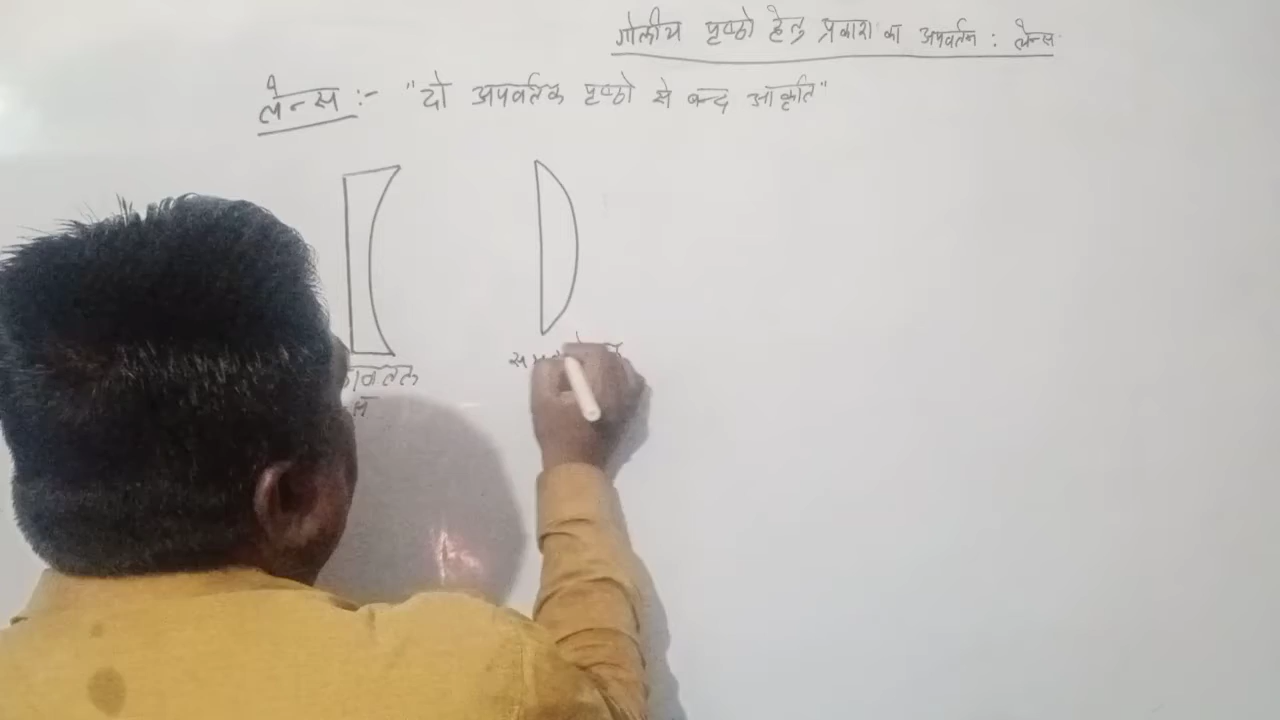 गोलीय पृष्ठो हेतु प्रकाश का अपवर्तन : लेन्स
लेन्स :- "दो अपवर्तक पृष्ठो से बन्द आकृति"